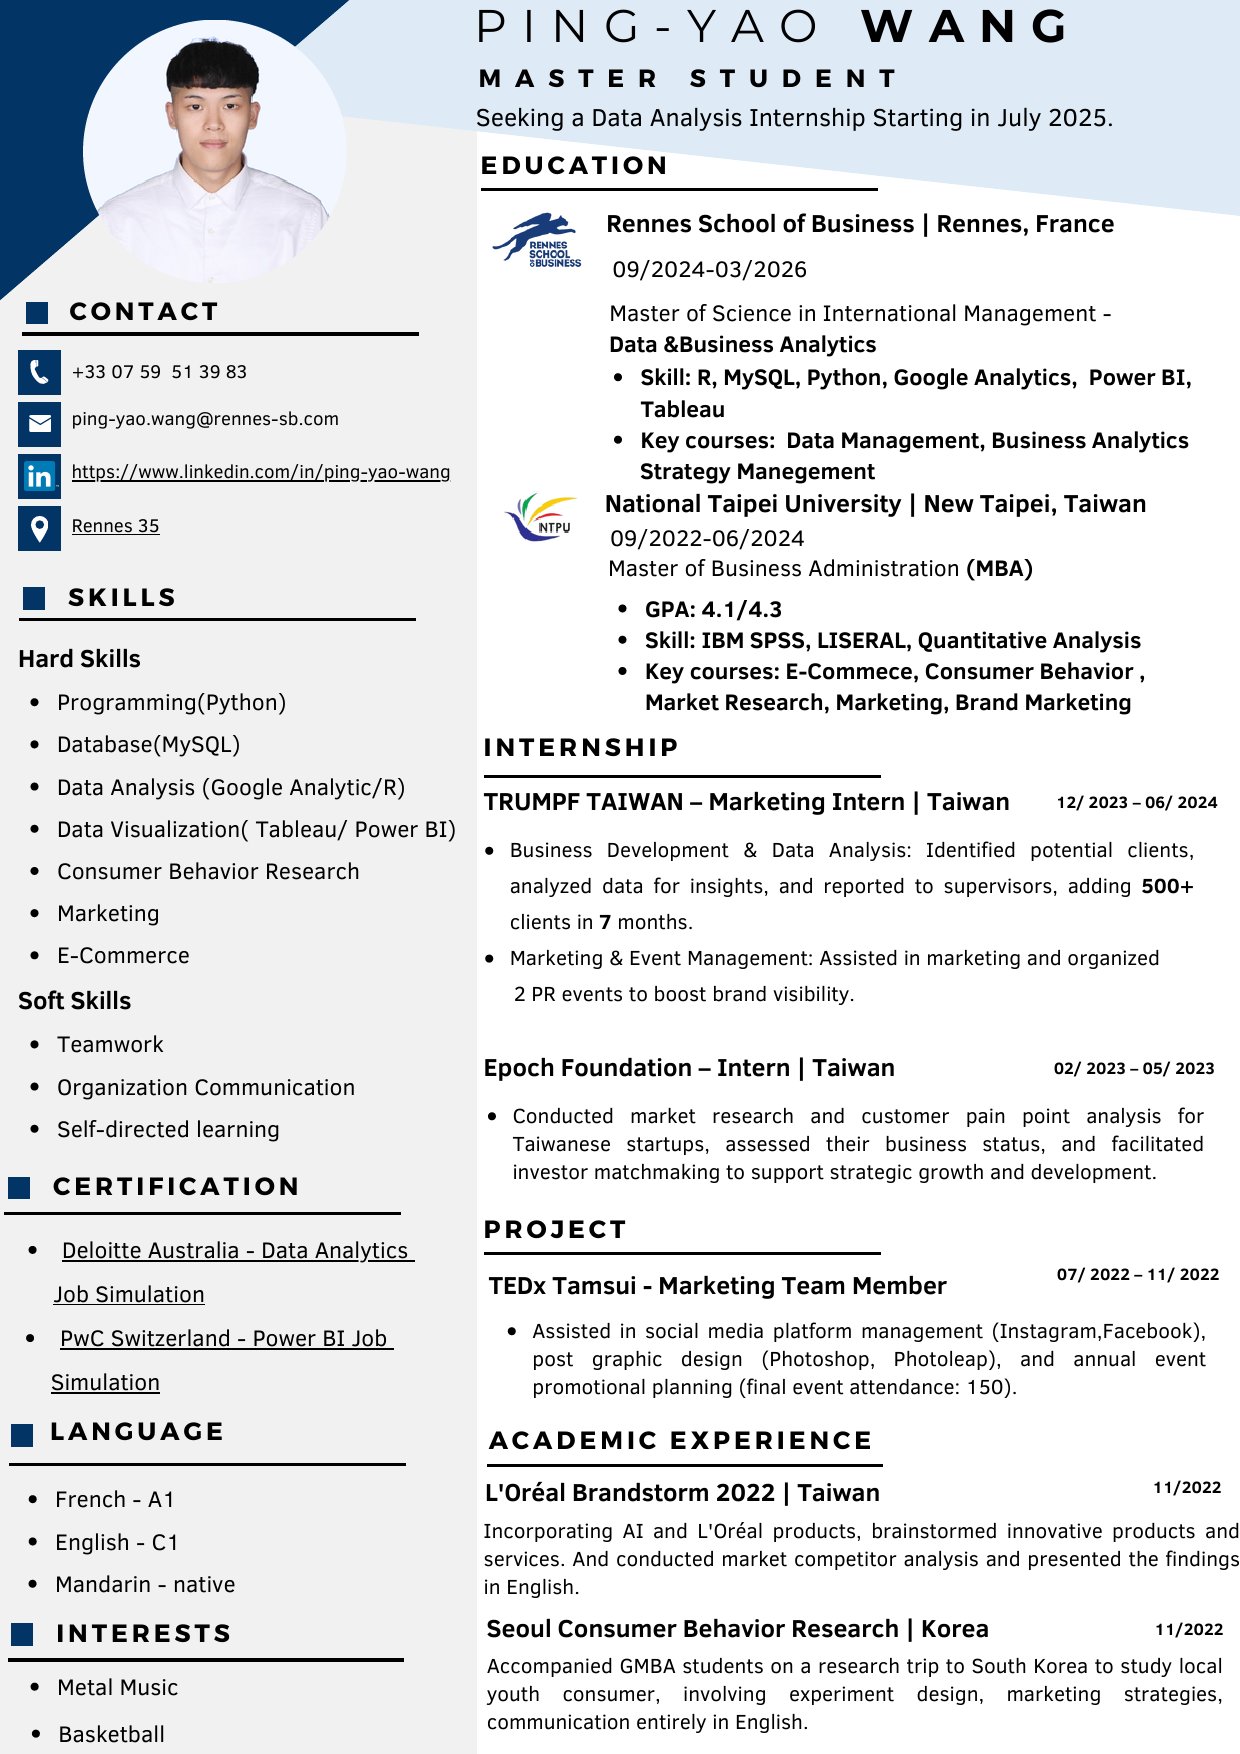 PING-YAO WANG
MASTER STUDENT
Seeking a Data Analysis Internship Starting in July 2025.
CONTACT
+33 07 59  51 39 83
ping-yao.wang@rennes-sb.com
in
https://www.linkedin.com/in/ping-yao-wang
Rennes 35
SKILLS
Hard Skills
• Programming(Python)
• Database(MySQL)
• Data Analysis (Google Analytic/R)
• Data Visualization( Tableau/ Power BI)
• Consumer Behavior Research
• Marketing
• E-Commerce
Soft Skills
• Teamwork
• Organization Communication
• Self-directed learning
CERTIFICATION
• Deloitte Australia - Data Analytics
Job Simulation
• PwC Switzerland - Power BI Job
Simulation
LANGUAGE
• French - A1
• English - C1
• Mandarin - native
INTERESTS
• Metal Music
• Basketball
EDUCATION
RENNES
SCHOOL
OF BUSINESS
Rennes School of Business | Rennes, France
09/2024-03/2026
Master of Science in International Management -
Data &Business Analytics
• Skill: R, MySQL, Python, Google Analytics,  Power BI,
Tableau
• Key courses:  Data Management, Business Analytics
Strategy Manegement
NTPU
National Taipei University | New Taipei, Taiwan
09/2022-06/2024
Master of Business Administration (MBA)
• GPA: 4.1/4.3
• Skill: IBM SPSS, LISERAL, Quantitative Analysis
• Key courses: E-Commece, Consumer Behavior ,
Market Research, Marketing, Brand Marketing
INTERNSHIP
TRUMPF TAIWAN – Marketing Intern | Taiwan 12/ 2023 – 06/ 2024
• Business Development & Data Analysis: Identified potential clients,
analyzed data for insights, and reported to supervisors, adding 500+
clients in 7 months.
• Marketing & Event Management: Assisted in marketing and organized
2 PR events to boost brand visibility.
Epoch Foundation – Intern | Taiwan 02/ 2023 – 05/ 2023
• Conducted market research and customer pain point analysis for
Taiwanese startups, assessed their business status, and facilitated
investor matchmaking to support strategic growth and development.
PROJECT
TEDx Tamsui - Marketing Team Member 07/ 2022 – 11/ 2022
• Assisted in social media platform management (Instagram,Facebook),
post graphic design (Photoshop, Photoleap), and annual event
promotional planning (final event attendance: 150).
ACADEMIC EXPERIENCE
L'Oréal Brandstorm 2022 | Taiwan 11/2022
Incorporating AI and L'Oréal products, brainstormed innovative products and
services. And conducted market competitor analysis and presented the findings
in English.
Seoul Consumer Behavior Research | Korea 11/2022
Accompanied GMBA students on a research trip to South Korea to study local
youth consumer, involving experiment design, marketing strategies,
communication entirely in English.